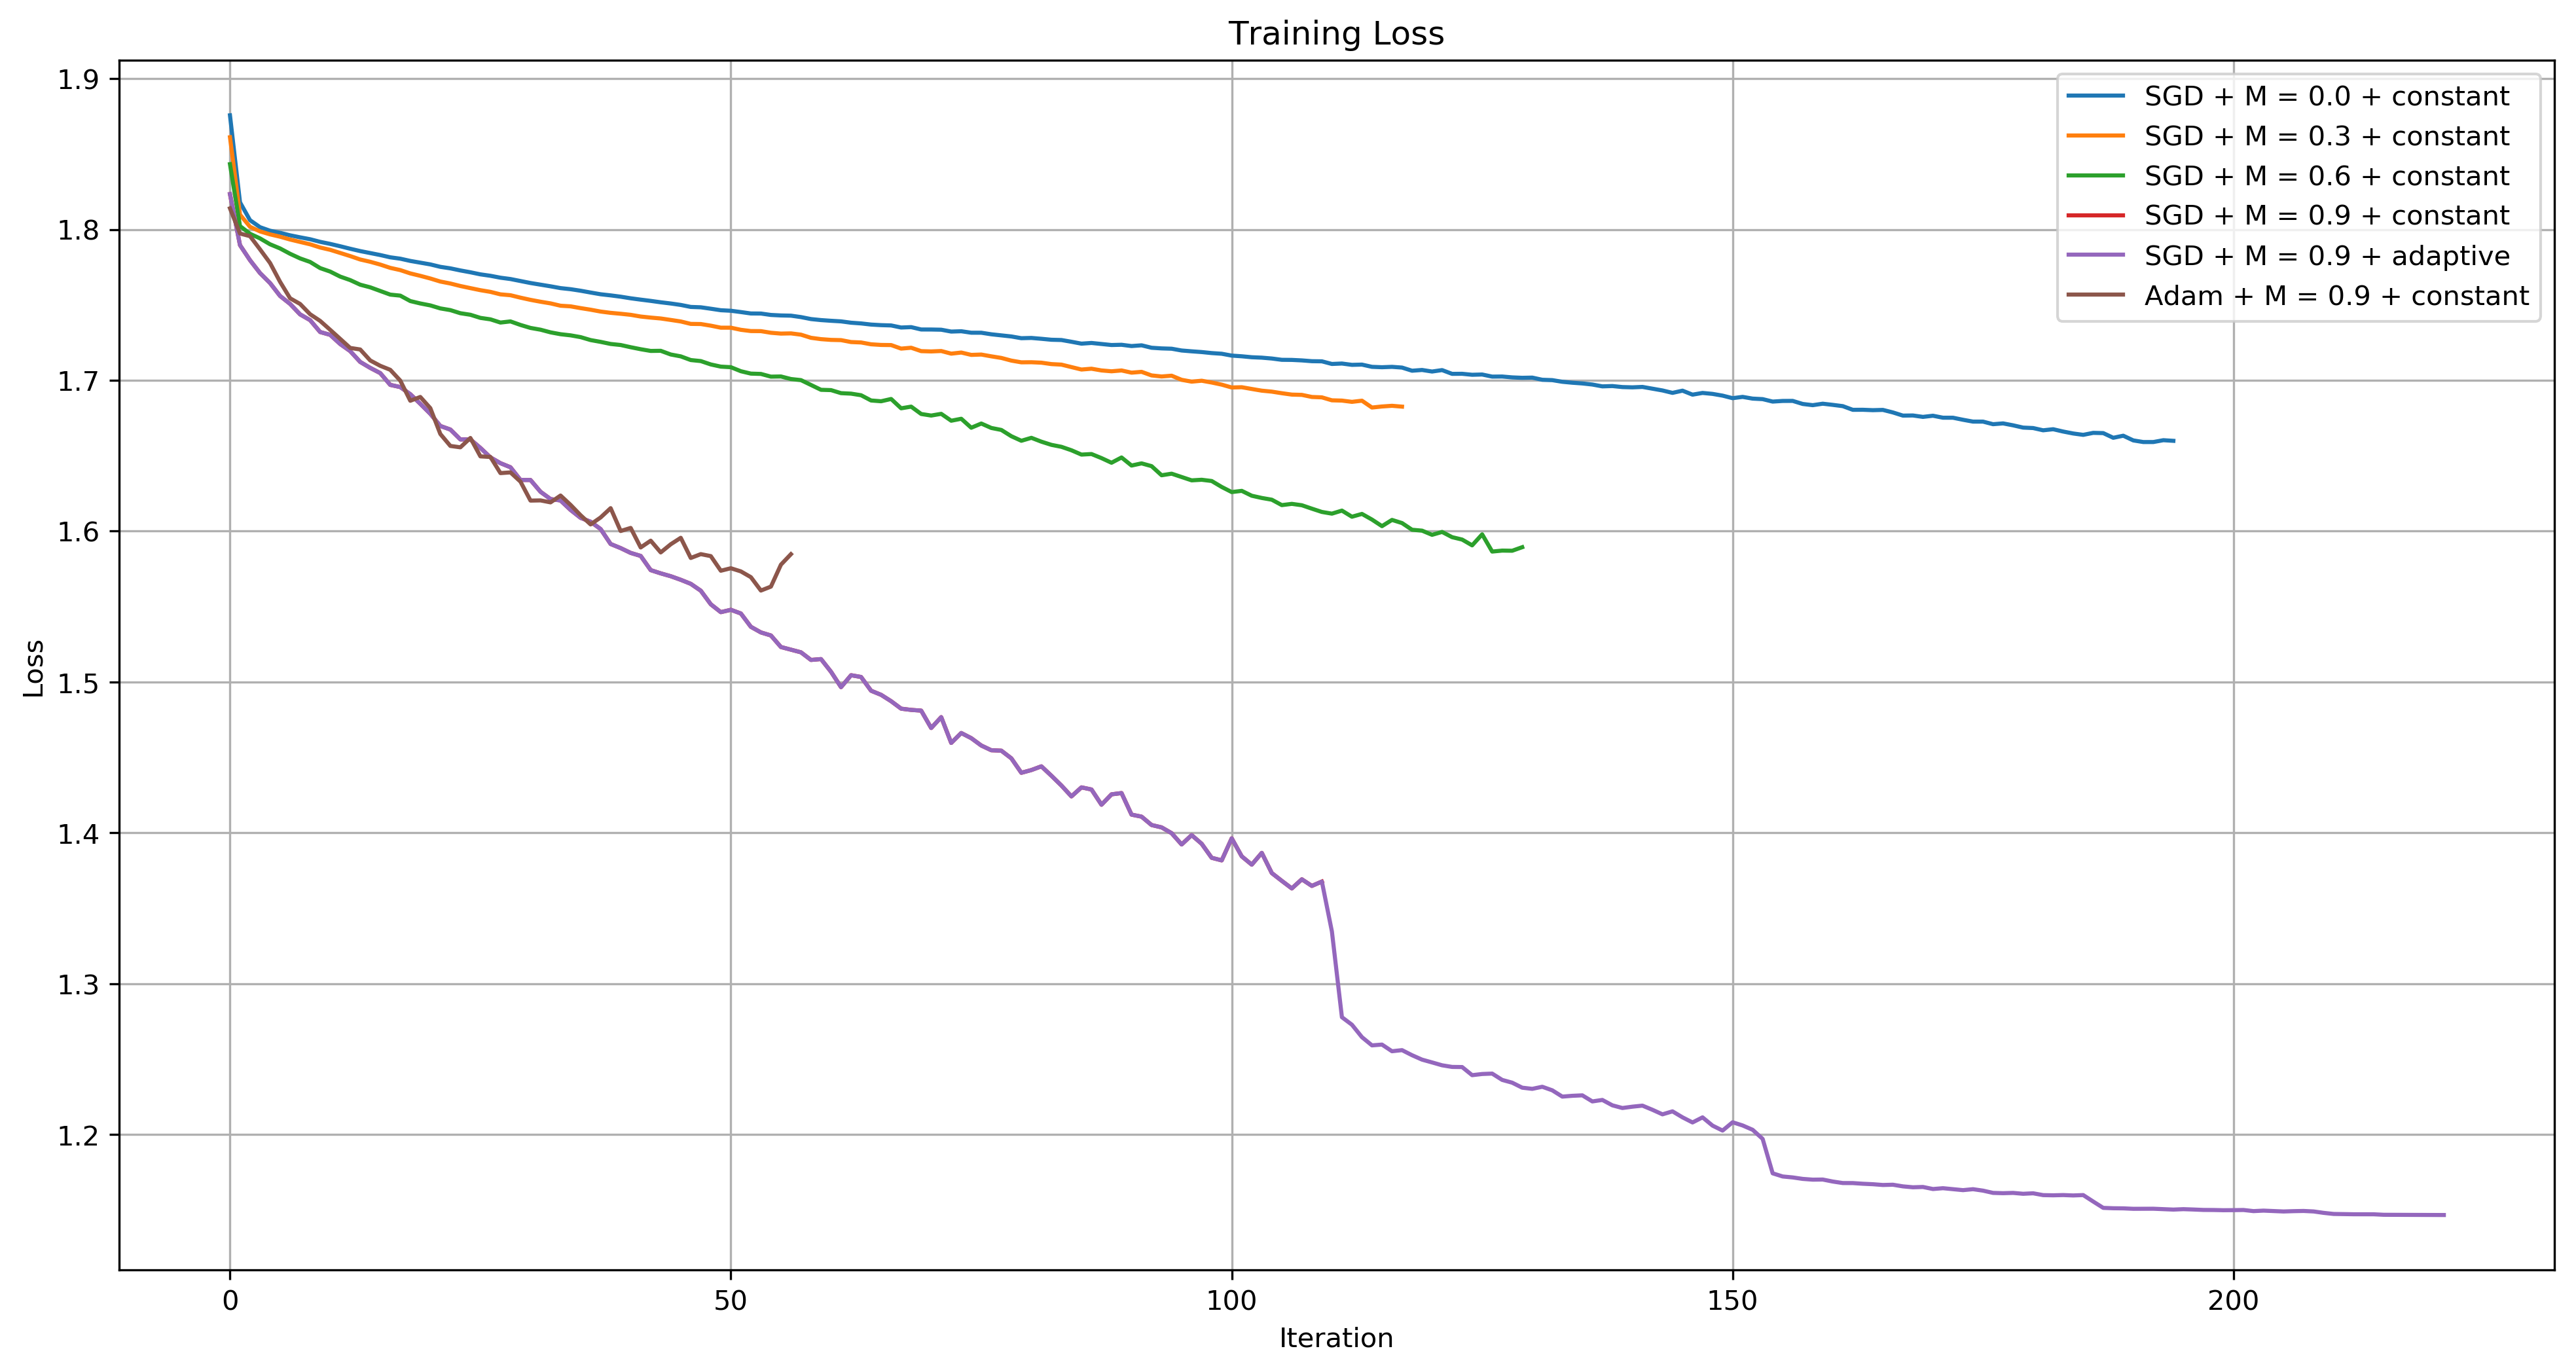 Training Loss
1.9
1.8
1.7
1.6
1.5
1.4
1.3
1.2
Loss
0 50 100 150 200
Iteration
SGD + M = 0.0 + constant
SGD + M = 0.3 + constant
SGD + M = 0.6 + constant
SGD + M = 0.9 + constant
SGD + M = 0.9 + adaptive
Adam + M = 0.9 + constant